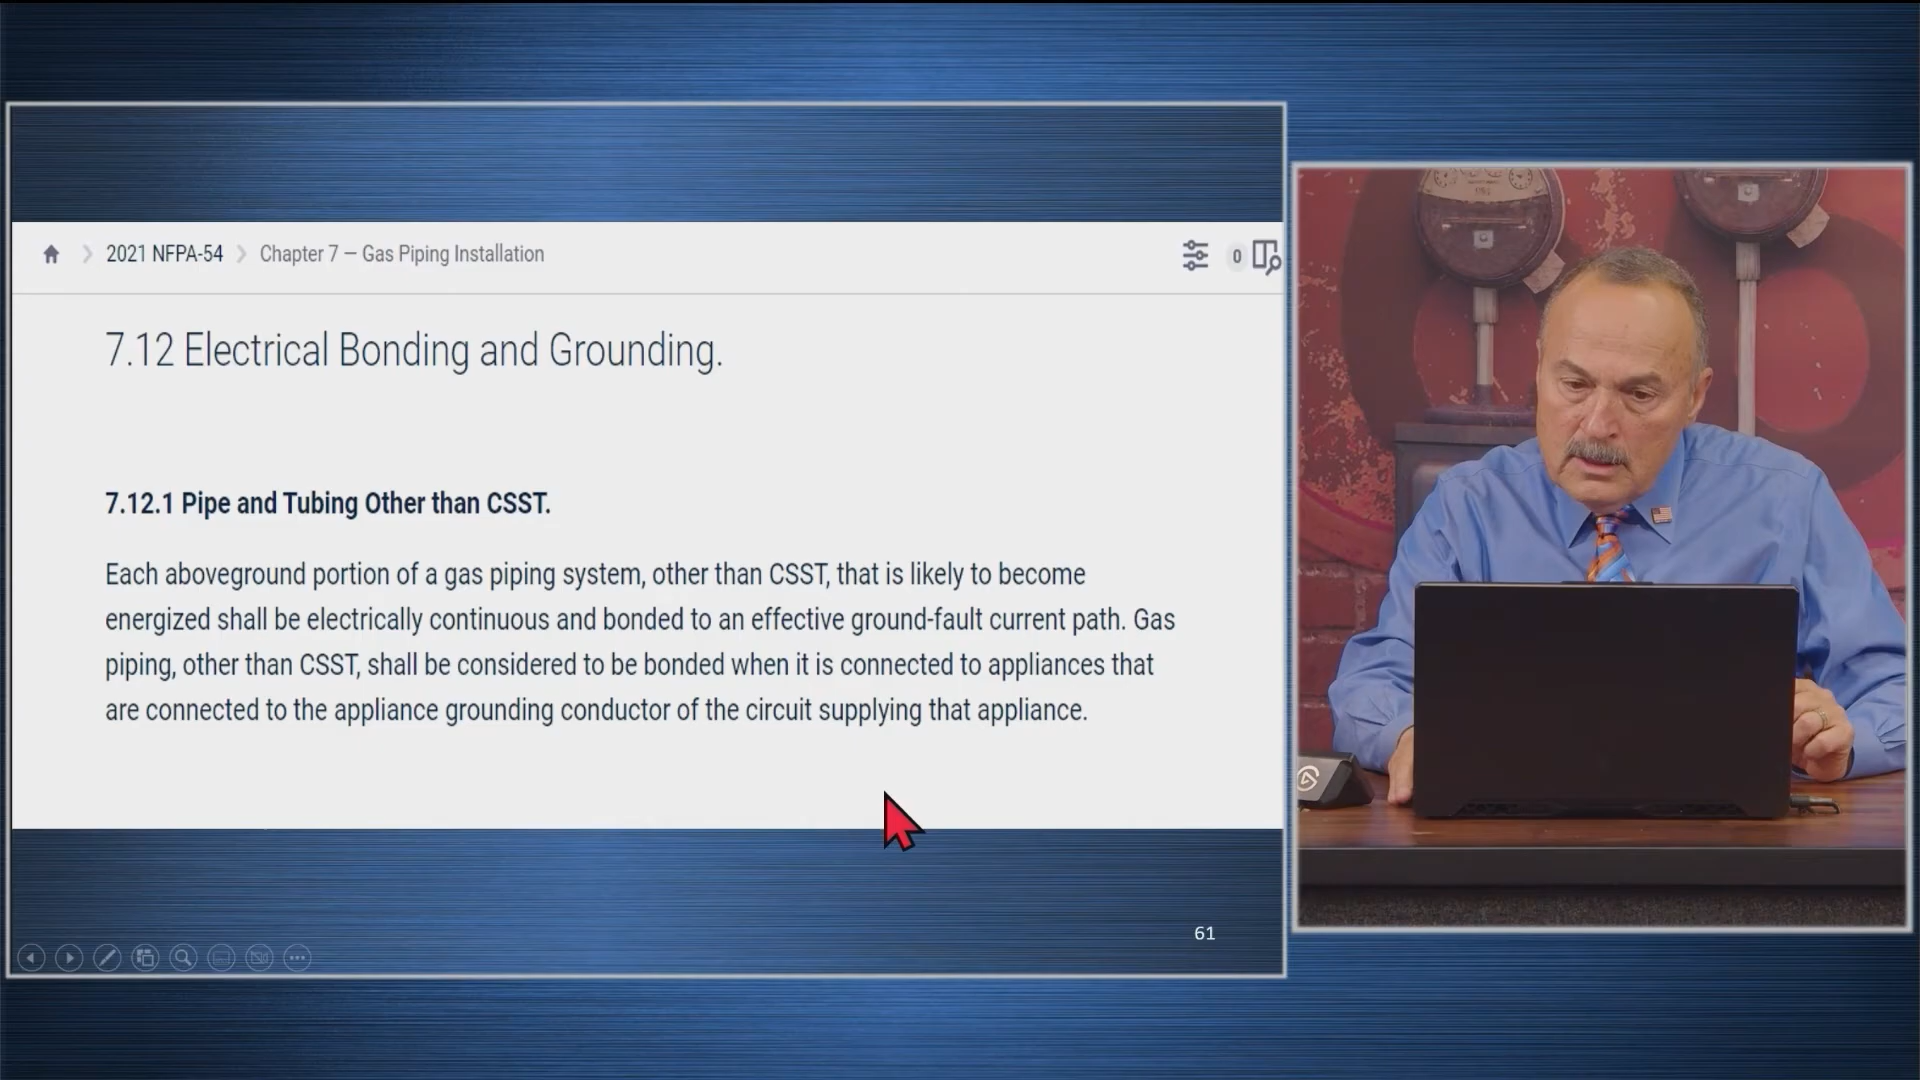 2021 NFPA-54
Chapter 7 — Gas Piping Installation
0
7.12 Electrical Bonding and Grounding.
7.12.1 Pipe and Tubing Other than CSST.
Each aboveground portion of a gas piping system, other than CSST, that is likely to become
energized shall be electrically continuous and bonded to an effective ground-fault current path. Gas
piping, other than CSST, shall be considered to be bonded when it is connected to appliances that
are connected to the appliance grounding conductor of the circuit supplying that appliance.
61